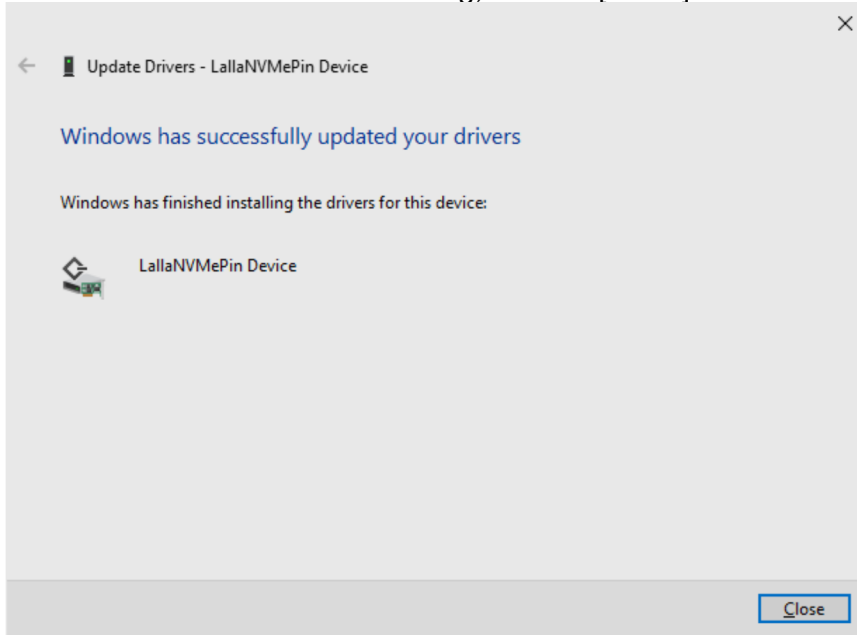 Update Drivers - LallaNVMePin Device
Windows has successfully updated your drivers
Windows has finished installing the drivers for this device:
LallaNVMePin Device
Close